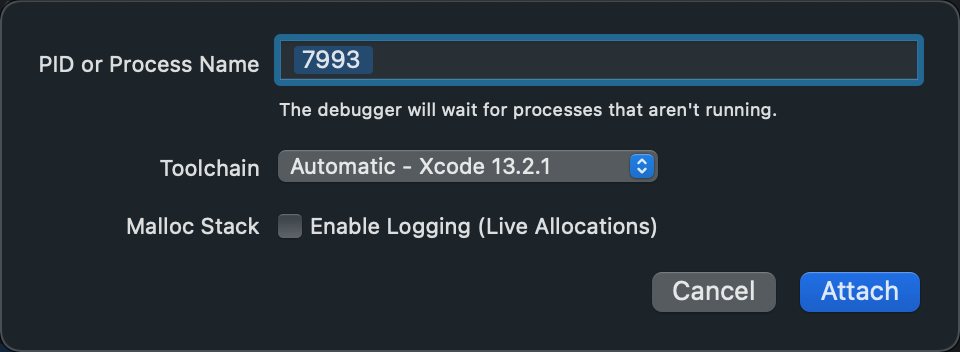 PID or Process Name 7993
The debugger will wait for processes that aren't running.
Toolchain Automatic - Xcode 13.2.1
Malloc Stack Enable Logging (Live Allocations)
Cancel Attach